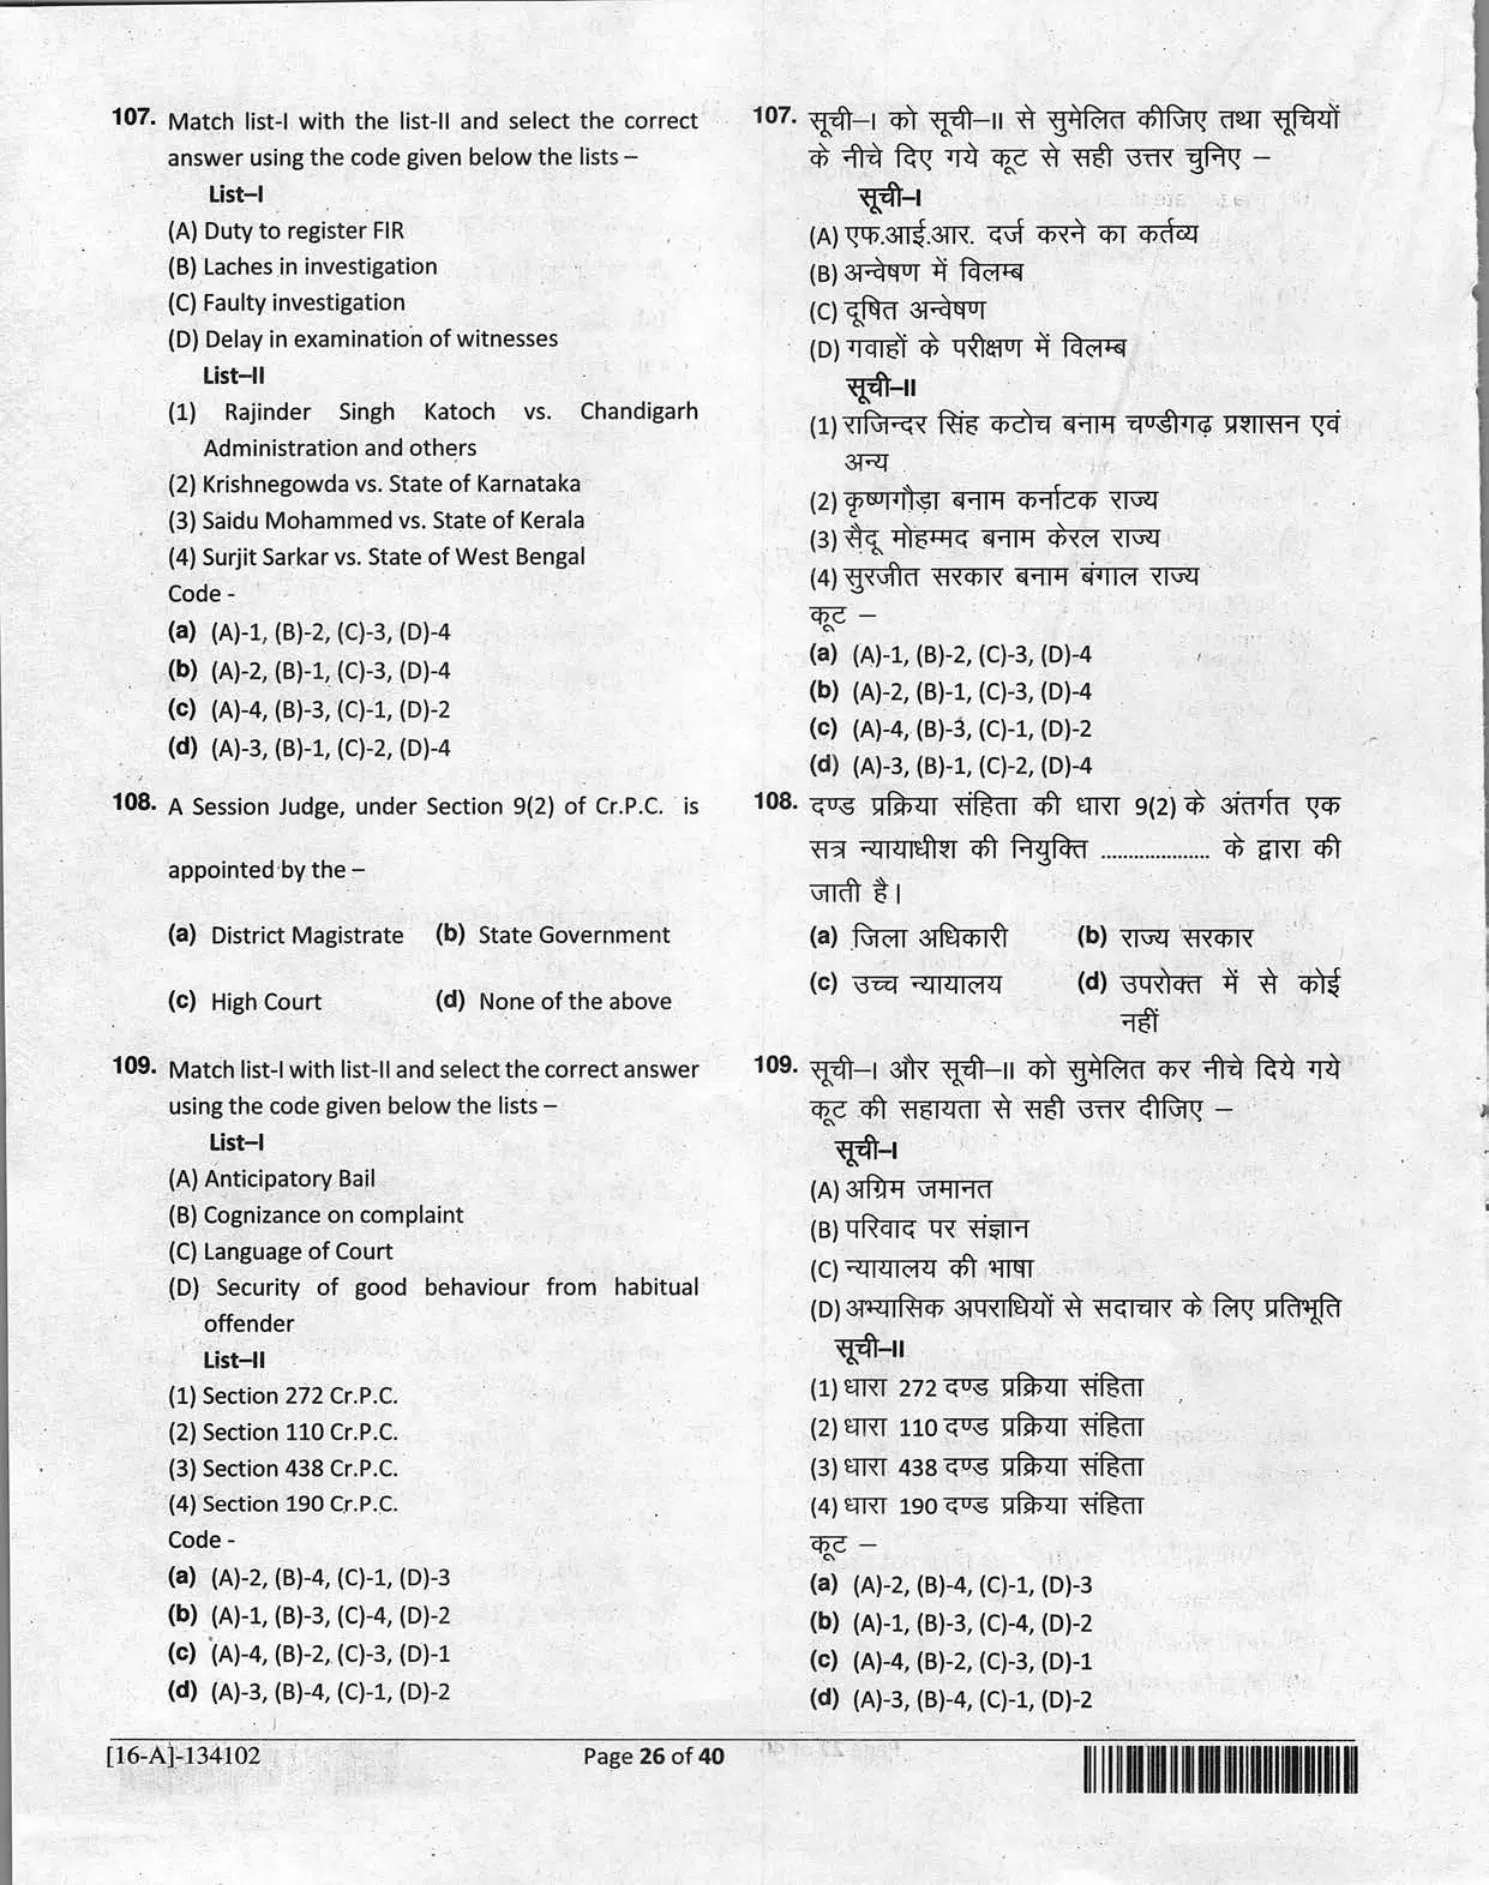 107. Match list-I with the list-II and select the correct
answer using the code given below the lists –
List–I
(A) Duty to register FIR
(B) Laches in investigation
(C) Faulty investigation
(D) Delay in examination of witnesses
List–II
(1) Rajinder Singh Katoch vs. Chandigarh
Administration and others
(2) Krishnegowda vs. State of Karnataka
(3) Saidu Mohammed vs. State of Kerala
(4) Surjit Sarkar vs. State of West Bengal
Code -
(a) (A)-1, (B)-2, (C)-3, (D)-4
(b) (A)-2, (B)-1, (C)-3, (D)-4
(c) (A)-4, (B)-3, (C)-1, (D)-2
(d) (A)-3, (B)-1, (C)-2, (D)-4
108. A Session Judge, under Section 9(2) of Cr.P.C. is
appointed by the –
(a) District Magistrate (b) State Government
(c) High Court (d) None of the above
109. Match list-I with list-II and select the correct answer
using the code given below the lists –
List–I
(A) Anticipatory Bail
(B) Cognizance on complaint
(C) Language of Court
(D) Security of good behaviour from habitual
offender
List–II
(1) Section 272 Cr.P.C.
(2) Section 110 Cr.P.C.
(3) Section 438 Cr.P.C.
(4) Section 190 Cr.P.C.
Code -
(a) (A)-2, (B)-4, (C)-1, (D)-3
(b) (A)-1, (B)-3, (C)-4, (D)-2
(c) (A)-4, (B)-2, (C)-3, (D)-1
(d) (A)-3, (B)-4, (C)-1, (D)-2
107. सूची–I को सूची–II से सुमेलित कीजिए तथा सूचियों
के नीचे दिए गये कूट से सही उत्तर चुनिए –
सूची–I
(A) एफ.आई.आर. दर्ज करने का कर्तव्य
(B) अन्वेषण में विलम्ब
(C) दूषित अन्वेषण
(D) गवाहों के परीक्षण में विलम्ब
सूची–II
(1) राजिन्दर सिंह कटोच बनाम चण्डीगढ़ प्रशासन एवं
अन्य
(2) कृष्णगौड़ा बनाम कर्नाटक राज्य
(3) सैदू मोहम्मद बनाम केरल राज्य
(4) सुरजीत सरकार बनाम बंगाल राज्य
कूट –
(a) (A)-1, (B)-2, (C)-3, (D)-4
(b) (A)-2, (B)-1, (C)-3, (D)-4
(c) (A)-4, (B)-3, (C)-1, (D)-2
(d) (A)-3, (B)-1, (C)-2, (D)-4
108. दण्ड प्रक्रिया संहिता की धारा 9(2) के अंतर्गत एक
सत्र न्यायाधीश की नियुक्ति .................... के द्वारा की
जाती है।
(a) जिला अधिकारी (b) राज्य सरकार
(c) उच्च न्यायालय (d) उपरोक्त में से कोई
नहीं
109. सूची–I और सूची–II को सुमेलित कर नीचे दिये गये
कूट की सहायता से सही उत्तर दीजिए –
सूची–I
(A) अग्रिम जमानत
(B) परिवाद पर संज्ञान
(C) न्यायालय की भाषा
(D) अभ्यासिक अपराधियों से सदाचार के लिए प्रतिभूति
सूची–II
(1) धारा 272 दण्ड प्रक्रिया संहिता
(2) धारा 110 दण्ड प्रक्रिया संहिता
(3) धारा 438 दण्ड प्रक्रिया संहिता
(4) धारा 190 दण्ड प्रक्रिया संहिता
कूट –
(a) (A)-2, (B)-4, (C)-1, (D)-3
(b) (A)-1, (B)-3, (C)-4, (D)-2
(c) (A)-4, (B)-2, (C)-3, (D)-1
(d) (A)-3, (B)-4, (C)-1, (D)-2
[16-A]-134102 Page 26 of 40